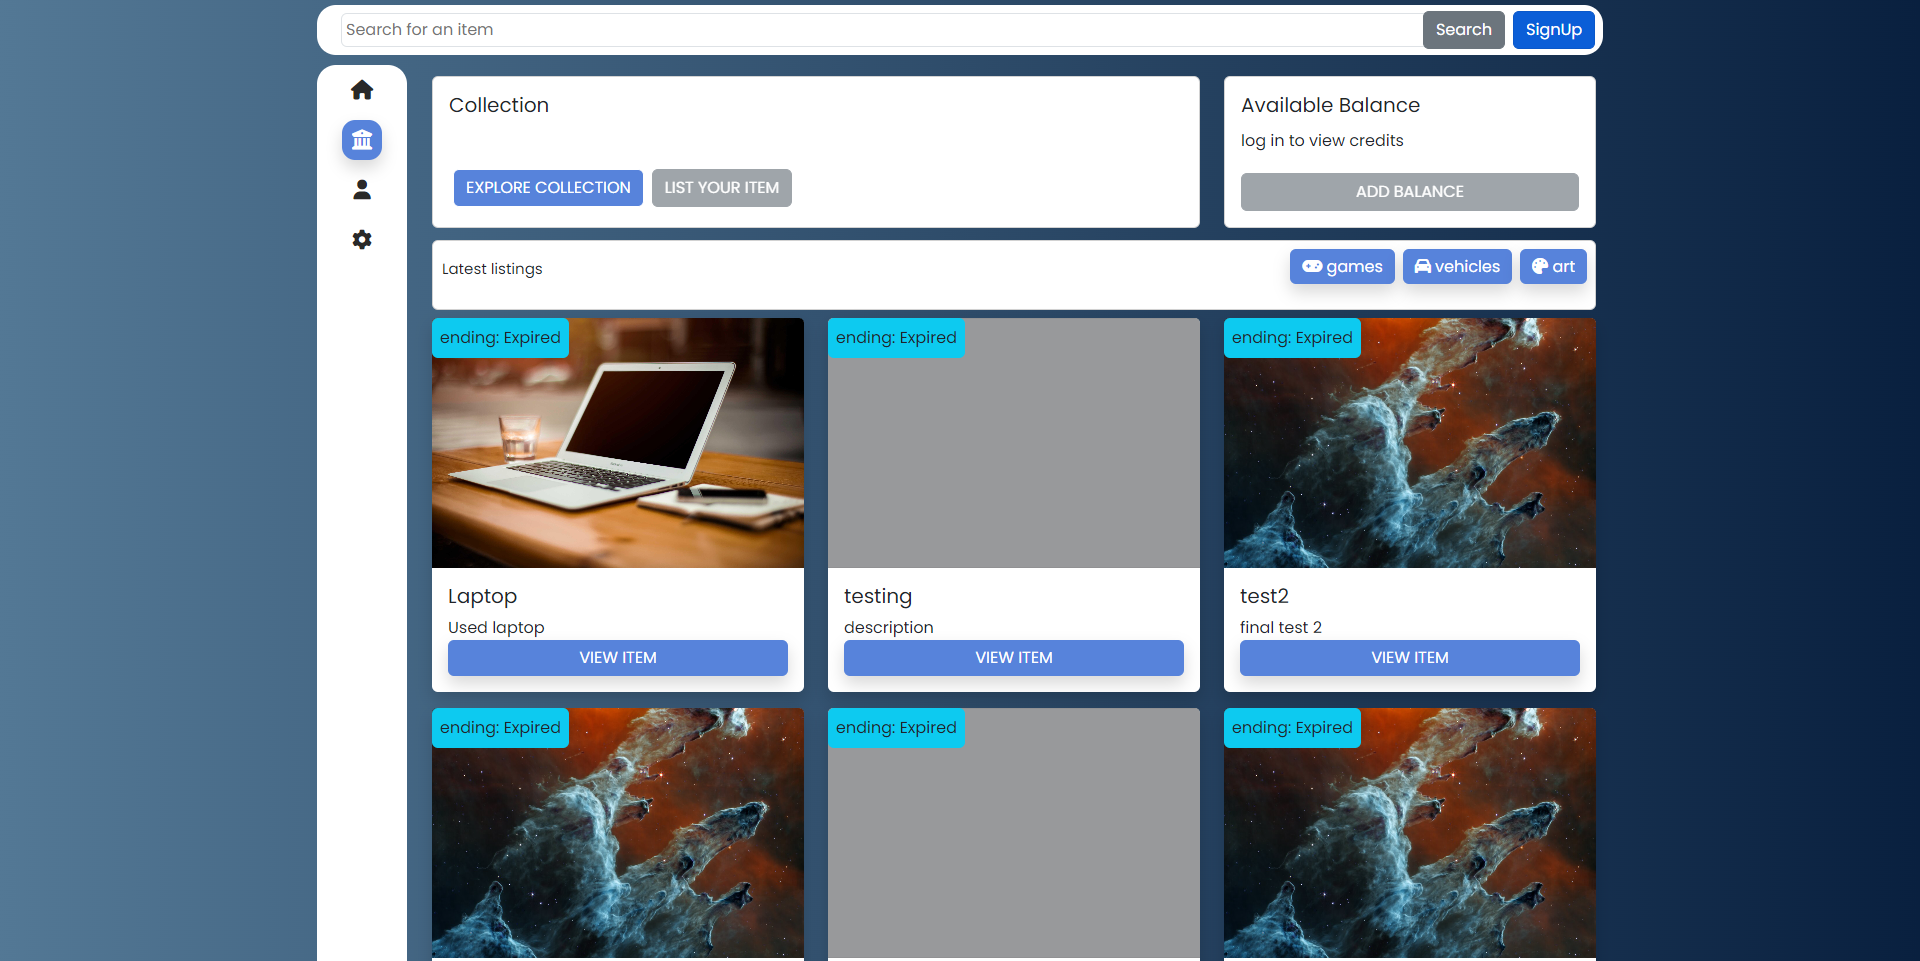 Search for an item
Search
SignUp
Collection
EXPLORE COLLECTION
LIST YOUR ITEM
Available Balance
log in to view credits
ADD BALANCE
Latest listings
games
vehicles
art
ending: Expired
Laptop
Used laptop
VIEW ITEM
ending: Expired
testing
description
VIEW ITEM
ending: Expired
test2
final test 2
VIEW ITEM
ending: Expired
ending: Expired
ending: Expired